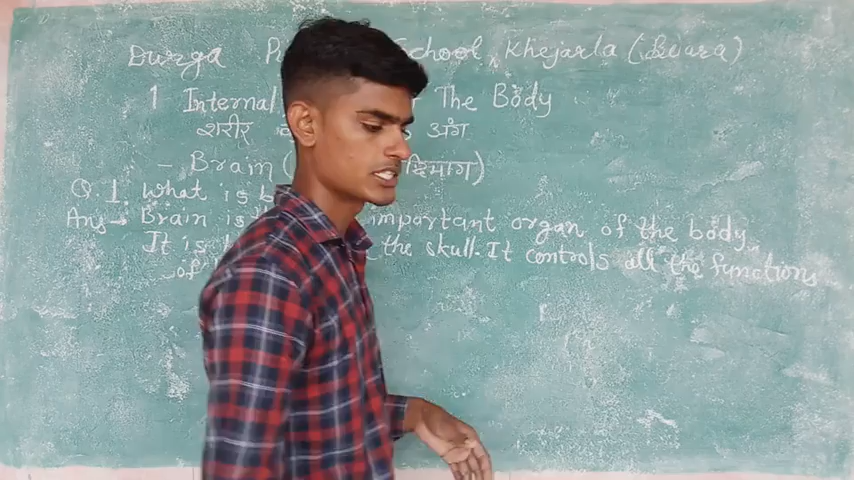 Durga P School, Khejarla ( )
1 Internal The Body
शरीर अंग
- Brain ( दिमाग)
Q.1. What is
Ans → Brain is important organ of the body
It is the skull. It controls all the functions
of